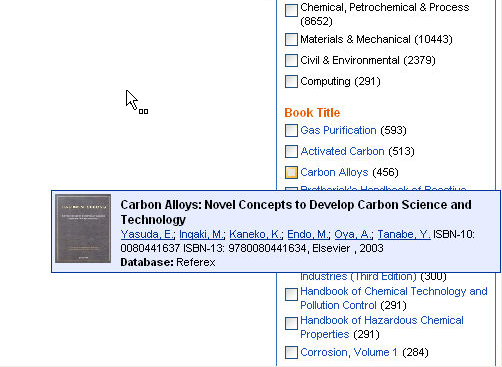 Chemical, Petrochemical & Process
(8652)
Materials & Mechanical (10443)
Civil & Environmental (2379)
Computing (291)
Book Title
Gas Purification (593)
Activated Carbon (513)
Carbon Alloys (456)
Bretherick's Handbook of Reactive
Carbon Alloys: Novel Concepts to Develop Carbon Science and
Technology
Yasuda, E.; Ingaki, M.; Kaneko, K.; Endo, M.; Oya, A.; Tanabe, Y. ISBN-10:
0080441637 ISBN-13: 9780080441634, Elsevier , 2003
Database: Referex
Industries (Third Edition) (300)
Handbook of Chemical Technology and
Pollution Control (291)
Handbook of Hazardous Chemical
Properties (291)
Corrosion, Volume 1 (284)